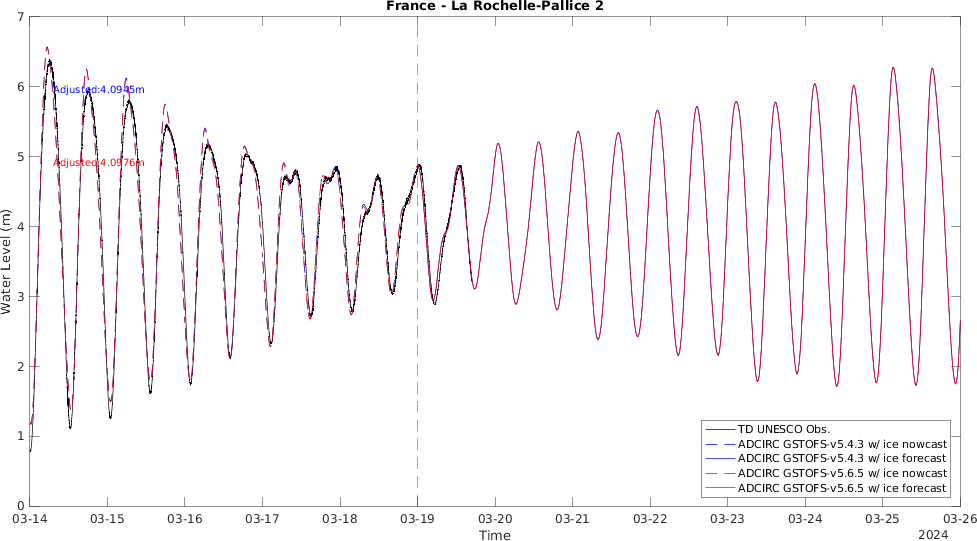 France - La Rochelle-Pallice 2
Water Level (m)
7
6
5
4
3
2
1
0
Adjusted:4.0945m
Adjusted:4.0976m
TD UNESCO Obs.
ADCIRC GSTOFS-v5.4.3 w/ ice nowcast
ADCIRC GSTOFS-v5.4.3 w/ ice forecast
ADCIRC GSTOFS-v5.6.5 w/ ice nowcast
ADCIRC GSTOFS-v5.6.5 w/ ice forecast
03-14 03-15 03-16 03-17 03-18 03-19 03-20 03-21 03-22 03-23 03-24 03-25 03-26
Time
2024